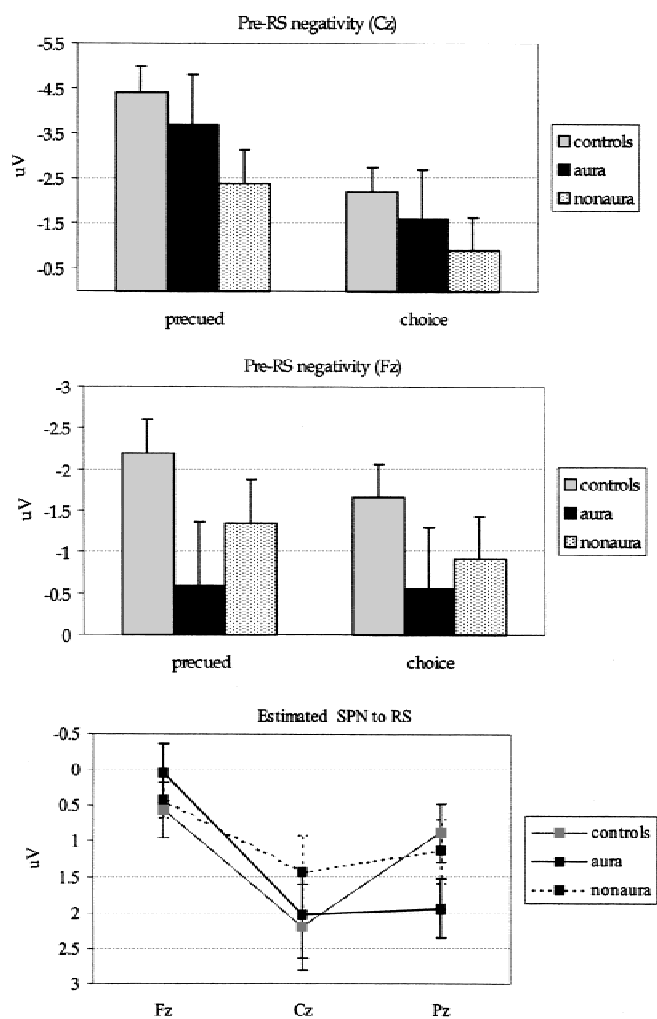 Pre-RS negativity (Cz)
-5.5
-4.5
-3.5
-2.5
-1.5
-0.5
uV
precued
choice
controls
aura
nonaura
Pre-RS negativity (Fz)
-3
-2.5
-2
-1.5
-1
-0.5
0
uV
precued
choice
controls
aura
nonaura
Estimated SPN to RS
-0.5
0
0.5
1
1.5
2
2.5
3
uV
Fz
Cz
Pz
controls
aura
nonaura